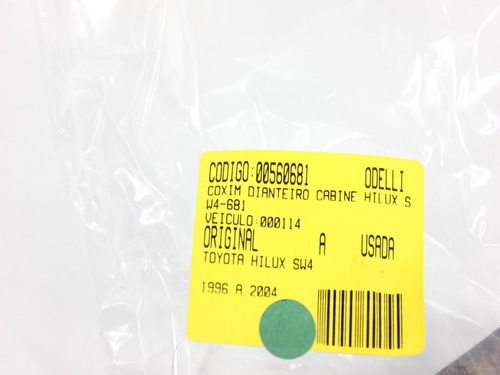 CODIGO:00560681 ODELLI
COXIM DIANTEIRO CABINE HILUX S
W4-681
VEICULO:000114
ORIGINAL A USADA
TOYOTA HILUX SW4
1996 A 2004